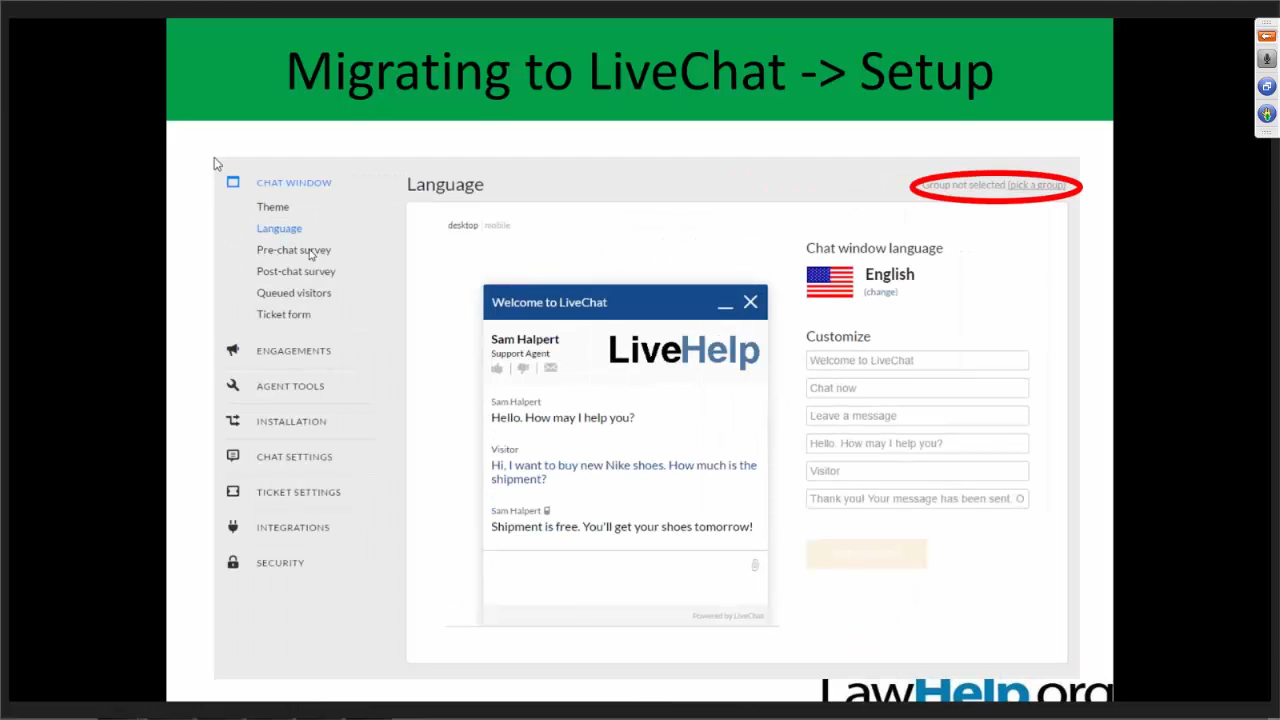 Migrating to LiveChat -> Setup
CHAT WINDOW
Theme
Language
Pre-chat survey
Post-chat survey
Queued visitors
Ticket form
ENGAGEMENTS
AGENT TOOLS
INSTALLATION
CHAT SETTINGS
TICKET SETTINGS
INTEGRATIONS
SECURITY
Language
Group not selected (pick a group)
desktop | mobile
Welcome to LiveChat
Sam Halpert
Support Agent
LiveHelp
Sam Halpert
Hello. How may I help you?
Visitor
Hi, I want to buy new Nike shoes. How much is the
shipment?
Sam Halpert
Shipment is free. You'll get your shoes tomorrow!
Powered by LiveChat
Chat window language
English
(change)
Customize
Welcome to LiveChat
Chat now
Leave a message
Hello. How may I help you?
Visitor
Thank you! Your message has been sent. O
LawHelp.org